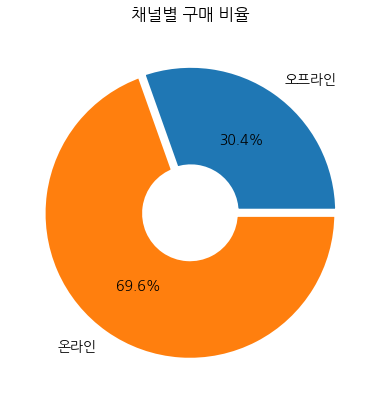 채널별 구매 비율
오프라인
30.4%
69.6%
온라인